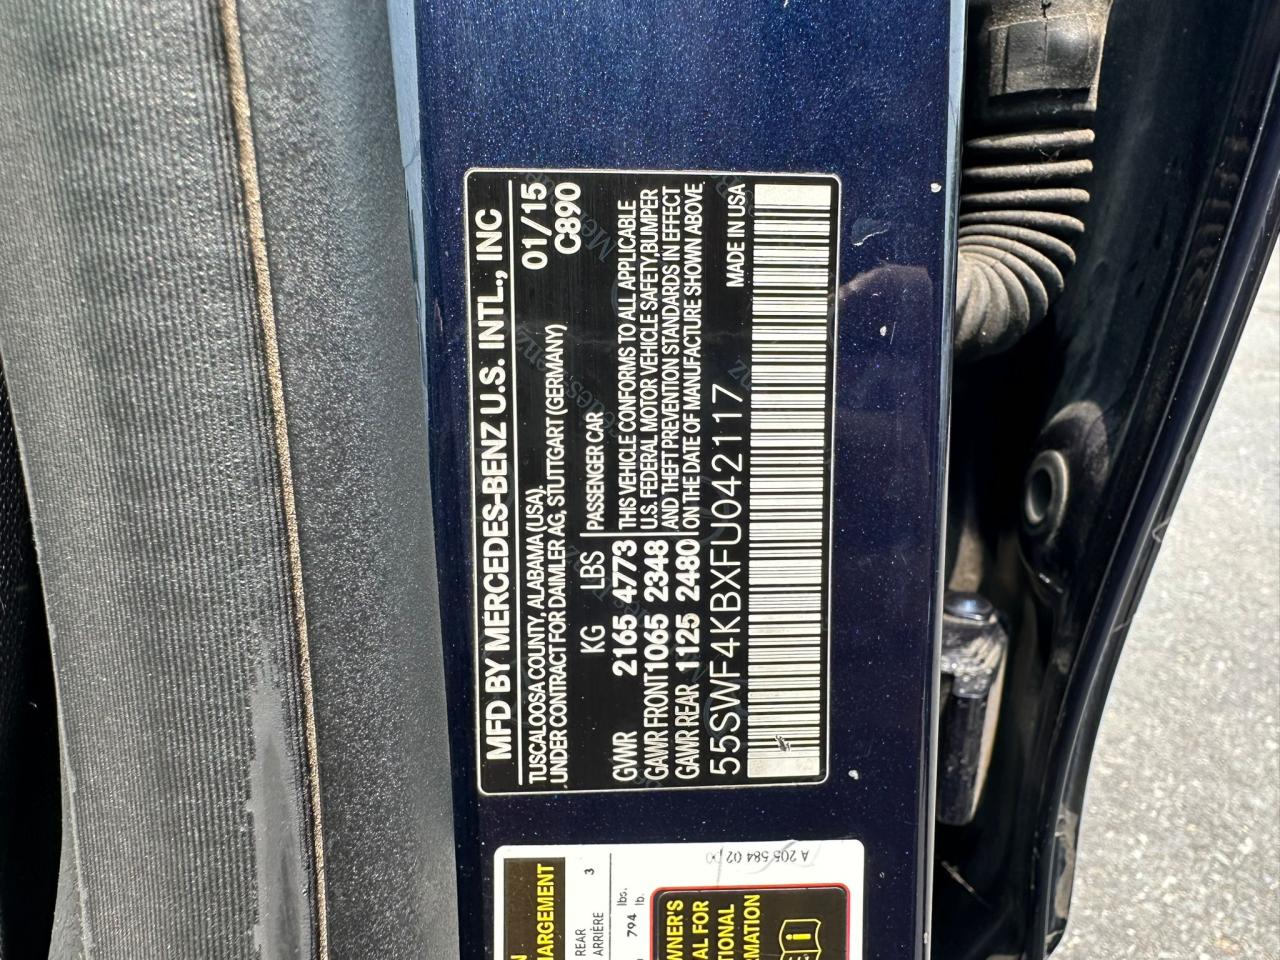 MFD BY MERCEDES-BENZ U.S. INTL., INC
TUSCALOOSA COUNTY, ALABAMA (USA). 01/15
UNDER CONTRACT FOR DAIMLER AG, STUTTGART (GERMANY) C890
KG LBS PASSENGER CAR
GVWR 2165 4773 THIS VEHICLE CONFORMS TO ALL APPLICABLE
GAWR FRONT 1065 2348 U.S. FEDERAL MOTOR VEHICLE SAFETY,BUMPER
GAWR REAR 1125 2480 AND THEFT PREVENTION STANDARDS IN EFFECT
ON THE DATE OF MANUFACTURE SHOWN ABOVE
55SWF4KBXFU042117 MADE IN USA
REAR
ARRIÈRE 3
794 lbs.
lb.
A 205 584 02